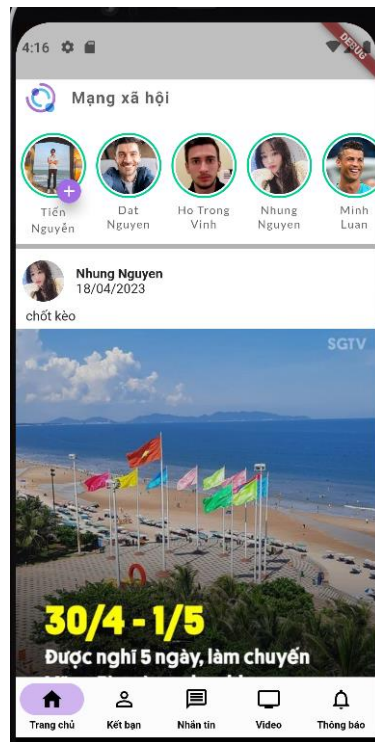 4:16
DEBUG
Mạng xã hội
Tiến
Nguyễn
Dat
Nguyen
Ho Trong
Vinh
Nhung
Nguyen
Minh
Luan
Nhung Nguyen
18/04/2023
chốt kèo
SGTV
30/4 - 1/5
Được nghỉ 5 ngày, làm chuyến
Trang chủ
Kết bạn
Nhắn tin
Video
Thông báo